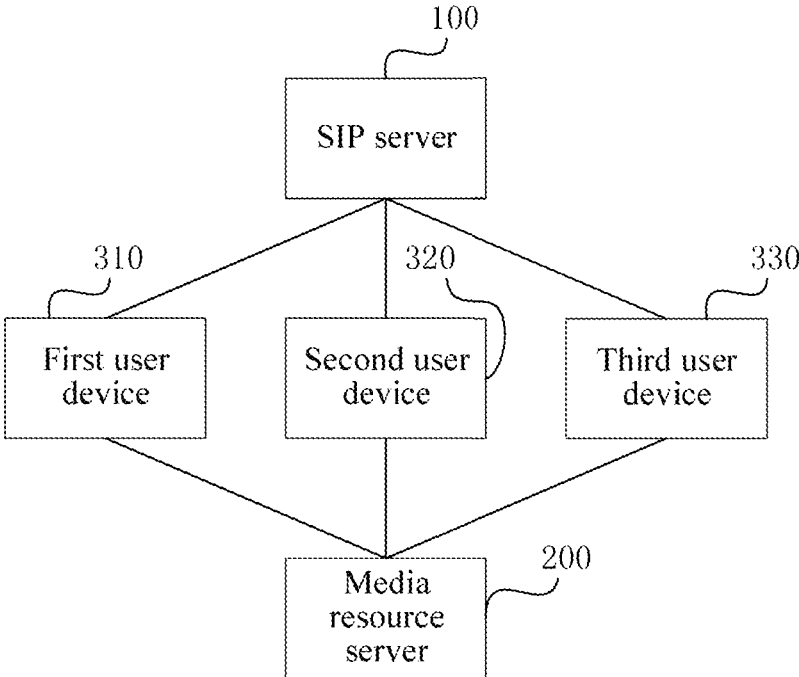 100
SIP server
310
320
330
First user
device
Second user
device
Third user
device
200
Media
resource
server